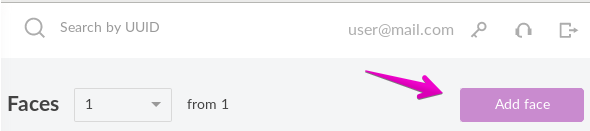 Search by UUID
user@mail.com
Faces 1 from 1
Add face